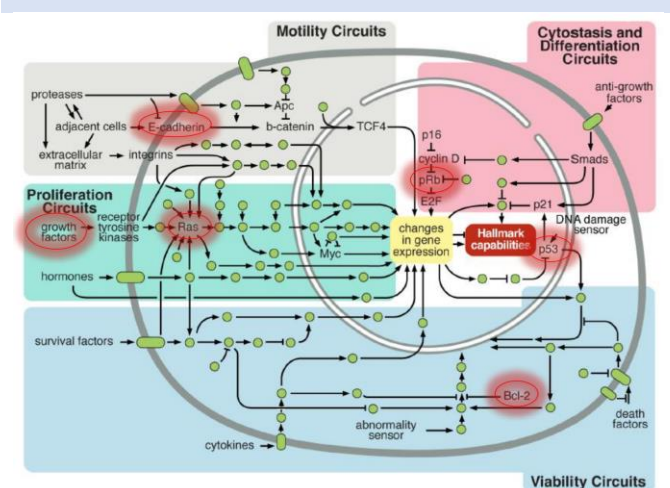 Motility Circuits
Cytostasis and
Differentiation
Circuits
proteases
adjacent cells
E-cadherin
extracellular
matrix
integrins
Apc
b-catenin
TCF4
anti-growth
factors
p16
cyclin D
pRb
E2F
Smads
p21
DNA damage
sensor
p53
Proliferation
Circuits
growth
factors
receptor
tyrosine
kinases
Ras
Myc
changes
in gene
expression
Hallmark
capabilities
hormones
survival factors
Bcl-2
abnormality
sensor
cytokines
death
factors
Viability Circuits